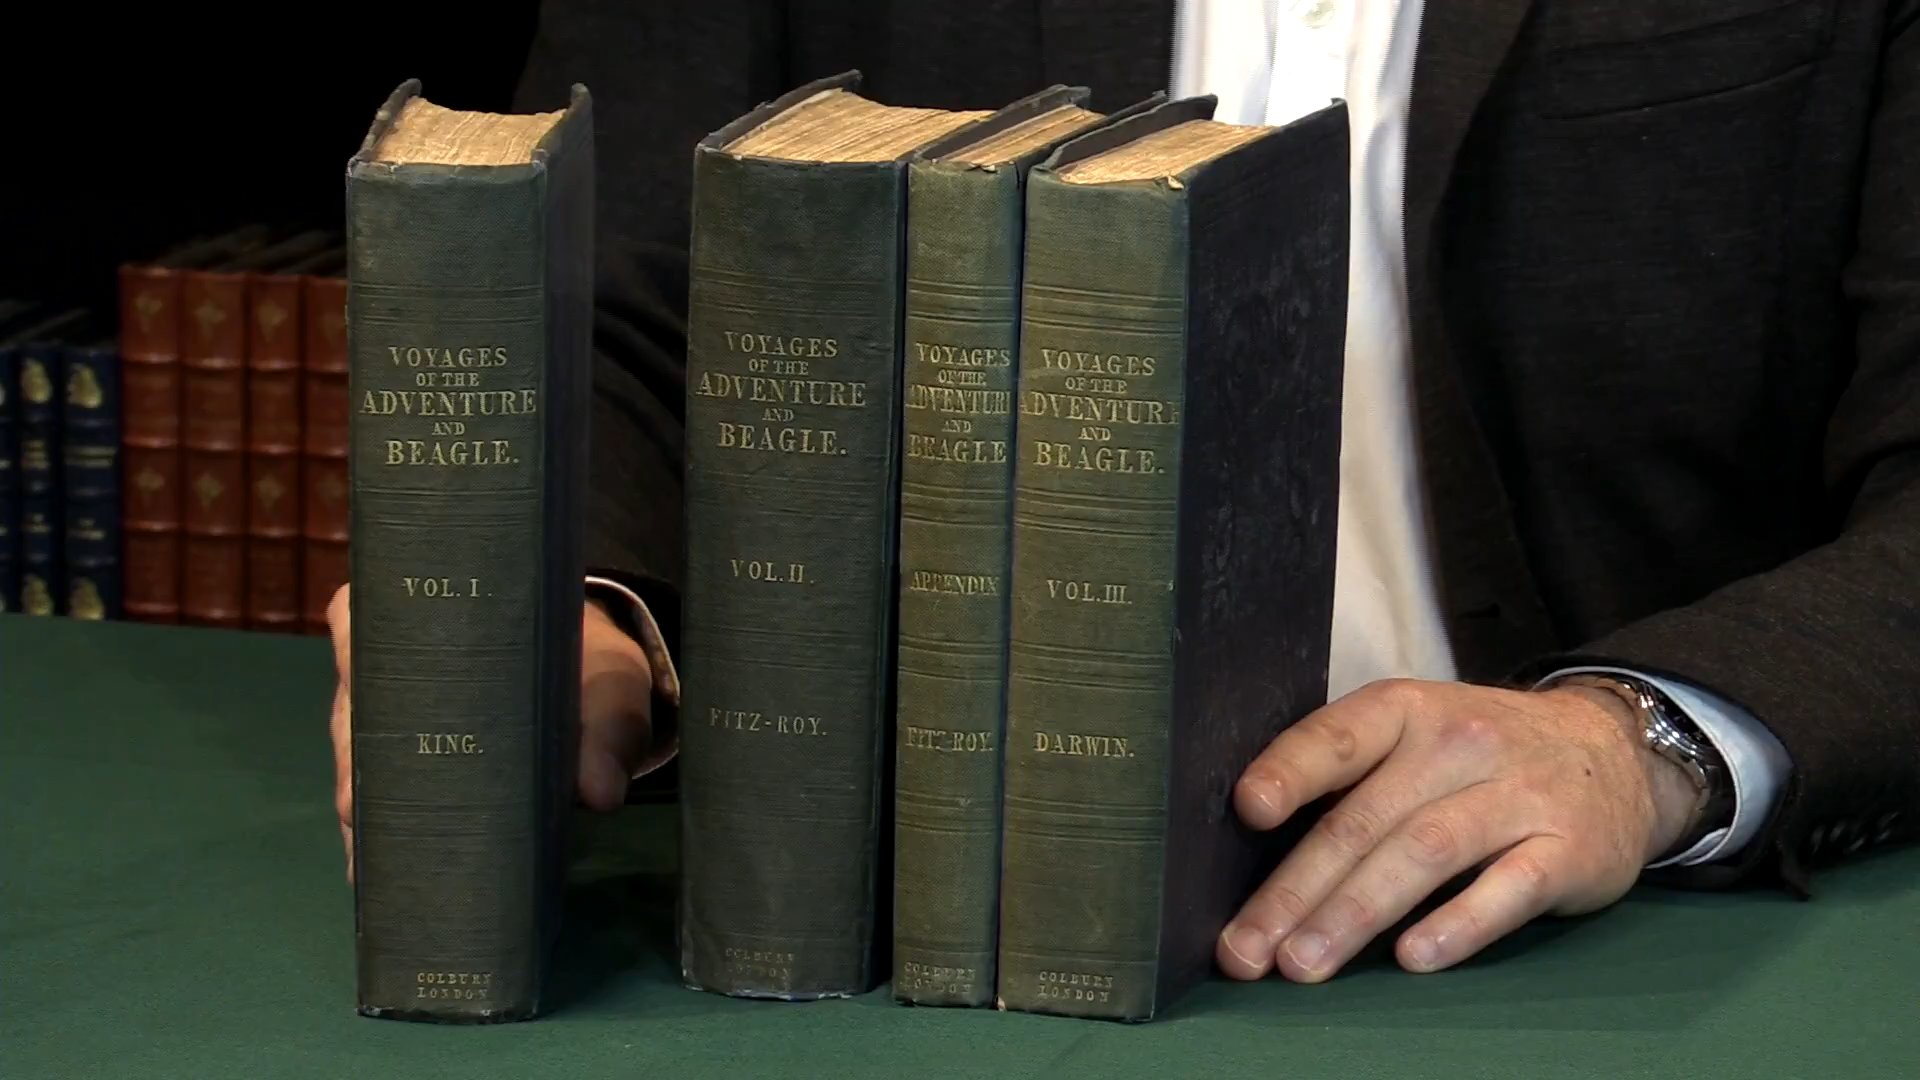 VOYAGES
OF THE
ADVENTURE
AND
BEAGLE.
VOL. I.
KING.
COLBURN
LONDON
VOYAGES
OF THE
ADVENTURE
AND
BEAGLE.
VOL. II.
FITZ-ROY.
COLBURN
LONDON
VOYAGES
OF THE
ADVENTURE
AND
BEAGLE
APPENDIX
FITZ-ROY.
COLBURN
LONDON
VOYAGES
OF THE
ADVENTURE
AND
BEAGLE.
VOL. III.
DARWIN.
COLBURN
LONDON